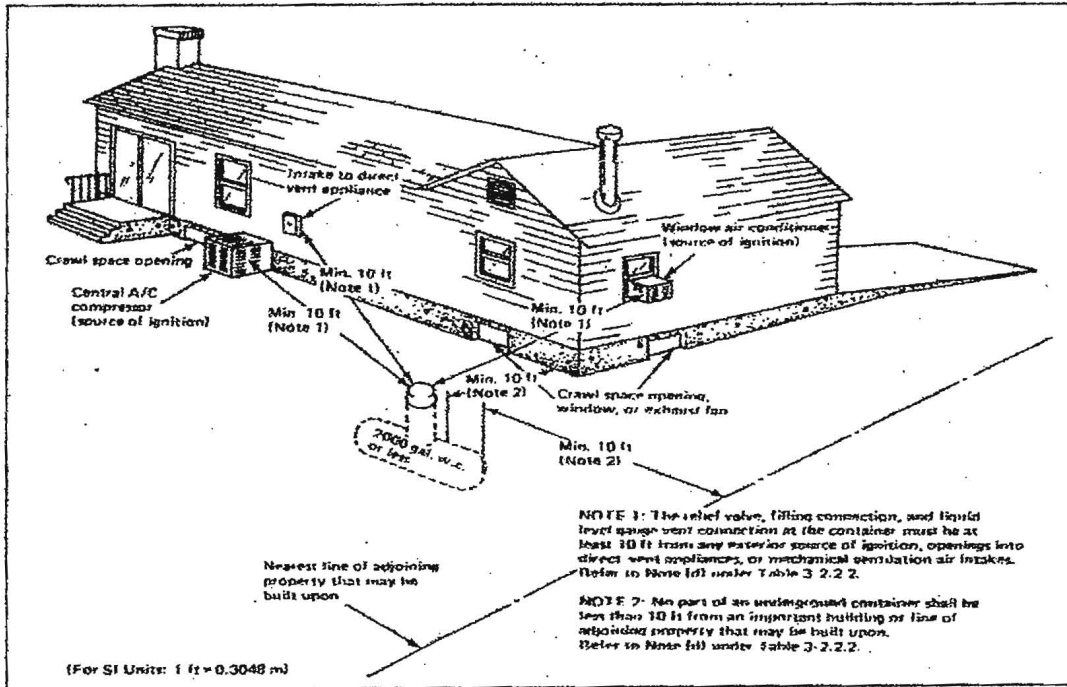 Intake to direct
vent appliance
Window air conditioner
(source of ignition)
Crawl space opening
Central A/C
compressor
(source of ignition)
Min. 10 ft
(Note 1)
Min. 10 ft
(Note 1)
Min. 10 ft
(Note 1)
Min. 10 ft
(Note 2)
Crawl space opening,
window, or exhaust fan
2000 gal. w.c.
or less
Min. 10 ft
(Note 2)
NOTE 1: The relief valve, filling connection, and liquid
level gauge vent connection at the container must be at
least 10 ft from any exterior source of ignition, openings into
direct vent appliances, or mechanical ventilation air intakes.
Refer to Note (d) under Table 3-2.2.2.
Nearest line of adjoining
property that may be
built upon
NOTE 2: No part of an underground container shall be
less than 10 ft from an important building or line of
adjoining property that may be built upon.
Refer to Note (d) under Table 3-2.2.2.
(For SI Units: 1 ft = 0.3048 m)